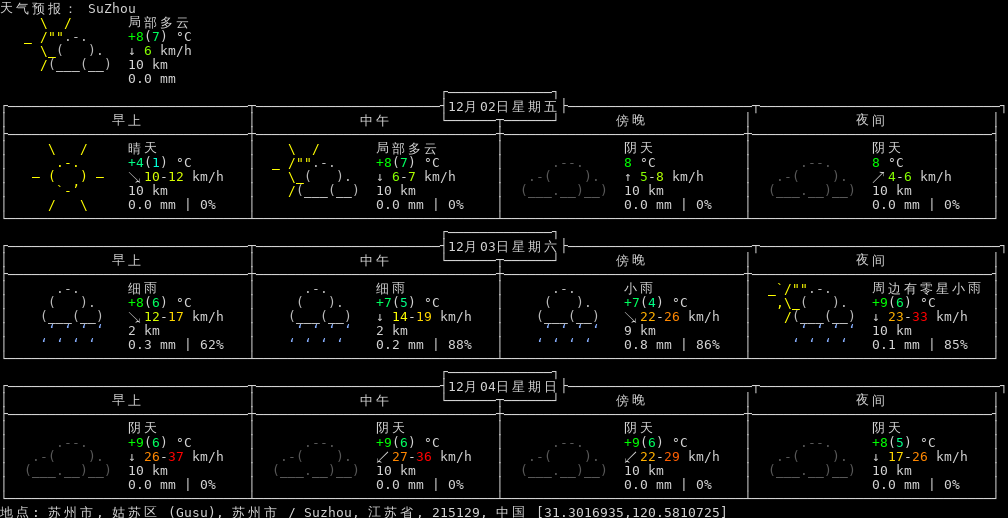 天气预报： SuZhou
局部多云
+8(7) °C
↓ 6 km/h
10 km
0.0 mm
12月02日星期五
早上 中午 傍晚 夜间
晴天 局部多云 阴天 阴天
+4(1) °C +8(7) °C 8 °C 8 °C
↘ 10-12 km/h ↓ 6-7 km/h ↑ 5-8 km/h ↗ 4-6 km/h
10 km 10 km 10 km 10 km
0.0 mm | 0% 0.0 mm | 0% 0.0 mm | 0% 0.0 mm | 0%
12月03日星期六
早上 中午 傍晚 夜间
细雨 细雨 小雨 周边有零星小雨
+8(6) °C +7(5) °C +7(4) °C +9(6) °C
↘ 12-17 km/h ↓ 14-19 km/h ↘ 22-26 km/h ↓ 23-33 km/h
2 km 2 km 9 km 10 km
0.3 mm | 62% 0.2 mm | 88% 0.8 mm | 86% 0.1 mm | 85%
12月04日星期日
早上 中午 傍晚 夜间
阴天 阴天 阴天 阴天
+9(6) °C +9(6) °C +9(6) °C +8(5) °C
↓ 26-37 km/h ↙ 27-36 km/h ↙ 22-29 km/h ↓ 17-26 km/h
10 km 10 km 10 km 10 km
0.0 mm | 0% 0.0 mm | 0% 0.0 mm | 0% 0.0 mm | 0%
地点: 苏州市, 姑苏区 (Gusu), 苏州市 / Suzhou, 江苏省, 215129, 中国 [31.3016935,120.5810725]